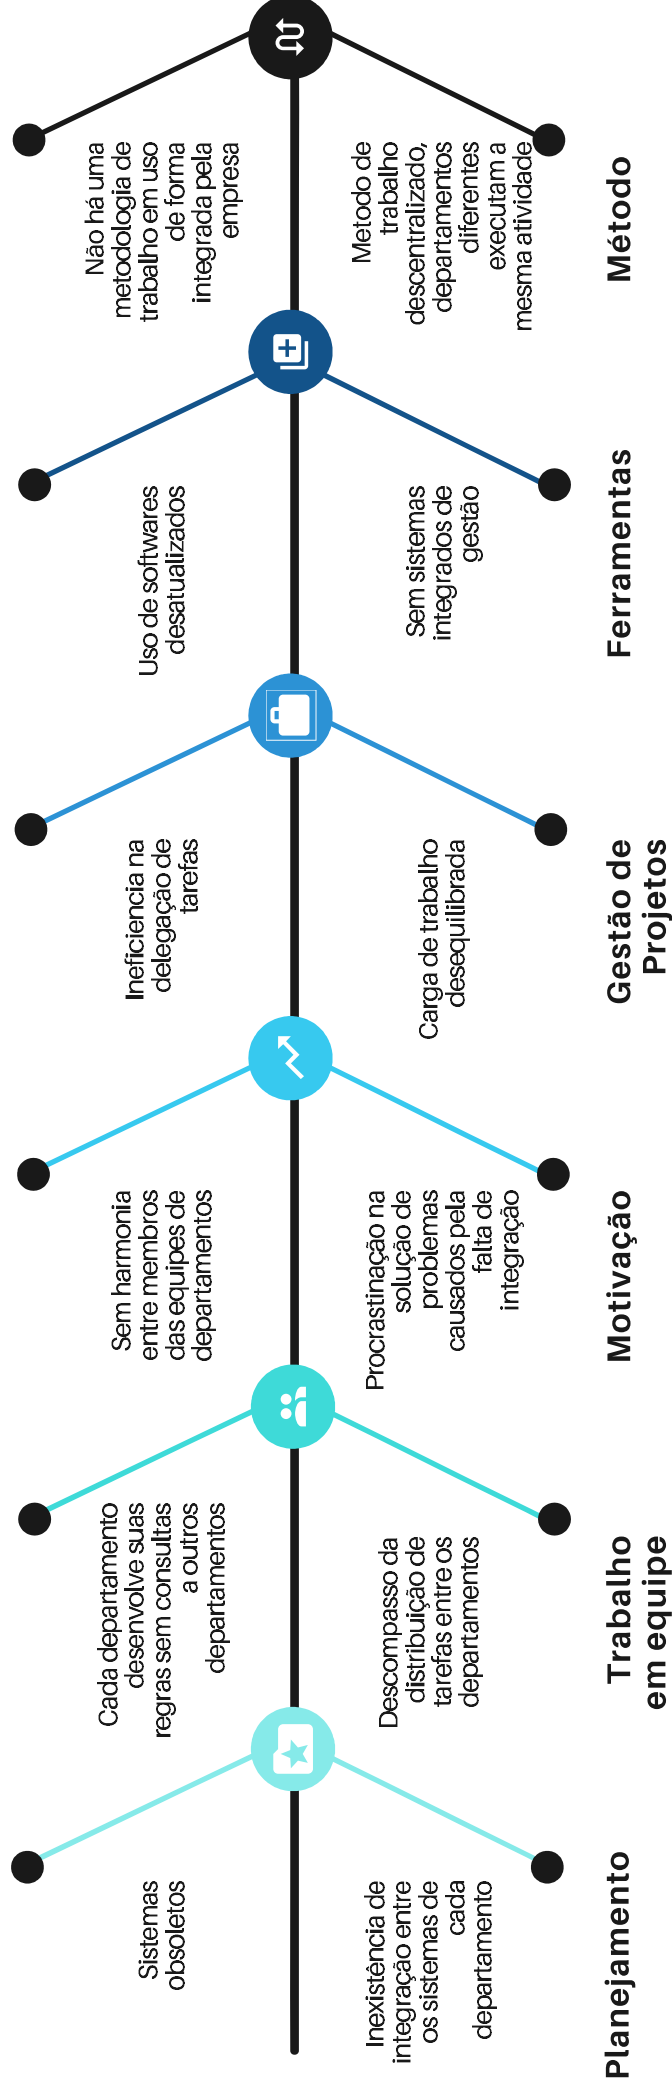 Sistemas
obsoletos
Inexistência de
integração entre
os sistemas de
cada
departamento
Planejamento
Cada departamento
desenvolve suas
regras sem consultas
a outros
departamentos
Descompasso da
distribuição de
tarefas entre os
departamentos
Trabalho
em equipe
Sem harmonia
entre membros
das equipes de
departamentos
Procrastinação na
solução de
problemas
causados pela
falta de
integração
Motivação
Ineficiencia na
delegação de
tarefas
Carga de trabalho
desequilibrada
Gestão de
Projetos
Uso de softwares
desatualizados
Sem sistemas
integrados de
gestão
Ferramentas
Não há uma
metodologia de
trabalho em uso
de forma
integrada pela
empresa
Metodo de
trabalho
descentralizado,
departamentos
diferentes
executam a
mesma atividade
Método